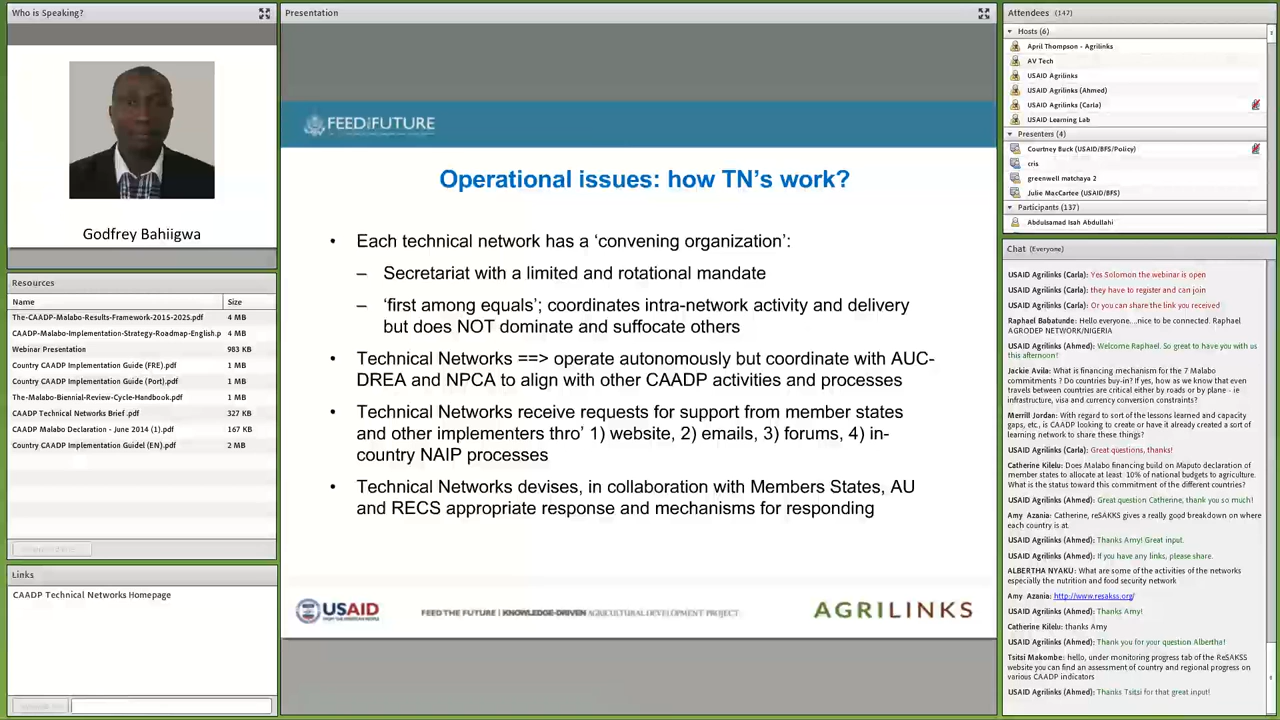 Who is Speaking?
Godfrey Bahiigwa
Resources
Name Size
The-CAADP-Malabo-Results-Framework-2015-2025.pdf 4 MB
CAADP-Malabo-Implementation-Strategy-Roadmap-English.p 4 MB
Webinar Presentation 983 KB
Country CAADP Implementation Guide (FRE).pdf 1 MB
Country CAADP Implementation Guide (Port).pdf 1 MB
The-Malabo-Biennial-Review-Cycle-Handbook.pdf 1 MB
CAADP Technical Networks Brief .pdf 327 KB
CAADP Malabo Declaration - June 2014 (1).pdf 167 KB
Country CAADP Implementation Guidel (EN).pdf 2 MB
Links
CAADP Technical Networks Homepage
Presentation
FEED THE FUTURE
Operational issues: how TN's work?
• Each technical network has a ‘convening organization’:
– Secretariat with a limited and rotational mandate
– ‘first among equals’; coordinates intra-network activity and delivery
but does NOT dominate and suffocate others
• Technical Networks ==> operate autonomously but coordinate with AUC-
DREA and NPCA to align with other CAADP activities and processes
• Technical Networks receive requests for support from member states
and other implementers thro’ 1) website, 2) emails, 3) forums, 4) in-
country NAIP processes
• Technical Networks devises, in collaboration with Members States, AU
and RECS appropriate response and mechanisms for responding
USAID
FROM THE AMERICAN PEOPLE
FEED THE FUTURE | KNOWLEDGE-DRIVEN AGRICULTURAL DEVELOPMENT PROJECT
AGRILINKS
Attendees (147)
Hosts (6)
April Thompson - Agrilinks
AV Tech
USAID Agrilinks
USAID Agrilinks (Ahmed)
USAID Agrilinks (Carla)
USAID Learning Lab
Presenters (4)
Courtney Buck (USAID/BFS/Policy)
cris
greenwell matchaya 2
Julie MacCartee (USAID/BFS)
Participants (137)
Abdulsamad Isah Abdullahi
Chat (Everyone)
USAID Agrilinks (Carla): Yes Solomon the webinar is open
USAID Agrilinks (Carla): they have to register and can join
USAID Agrilinks (Carla): Or you can share the link you received
Raphael Babatunde: Hello everyone....nice to be connected. Raphael
AGRODEP NETWORK/NIGERIA
USAID Agrilinks (Ahmed): Welcome Raphael. So great to have you with us
this afternoon!
Jackie Avila: What is financing mechanism for the 7 Malabo
commitments ? Do countries buy-in? If yes, how as we know that even
travels between countries are critical either by roads or by plane - ie
infrastructure, visa and currency conversion constraints?
Merrill Jordan: With regard to sort of the lessons learned and capacity
gaps, etc., is CAADP looking to create or have it already created a sort of
learning network to share these things?
USAID Agrilinks (Carla): Great questions, thanks!
Catherine Kilelu: Does Malabo financing build on Maputo declaration of
member states to allocate at least 10% of national budgets to agriculture.
What is the status toward this commitment of the different countries?
USAID Agrilinks (Ahmed): Great question Catherine, thank you so much!
Amy Azania: Catherine, reSAKKS gives a really good breakdown on where
each country is at.
USAID Agrilinks (Ahmed): Thanks Amy! Great input.
USAID Agrilinks (Ahmed): If you have any links, please share.
ALBERTHA NYAKU: What are some of the activities of the networks
especially the nutrition and food security network
Amy Azania: http://www.resakss.org/
USAID Agrilinks (Ahmed): Thanks Amy!
Catherine Kilelu: thanks Amy
USAID Agrilinks (Ahmed): Thank you for your question Albertha!
Tsitsi Makombe: hello, under monitoring progress tab of the ReSAKSS
website you can find an assessment of country and regional progress on
various CAADP indicators
USAID Agrilinks (Ahmed): Thanks Tsitsi for that great input!